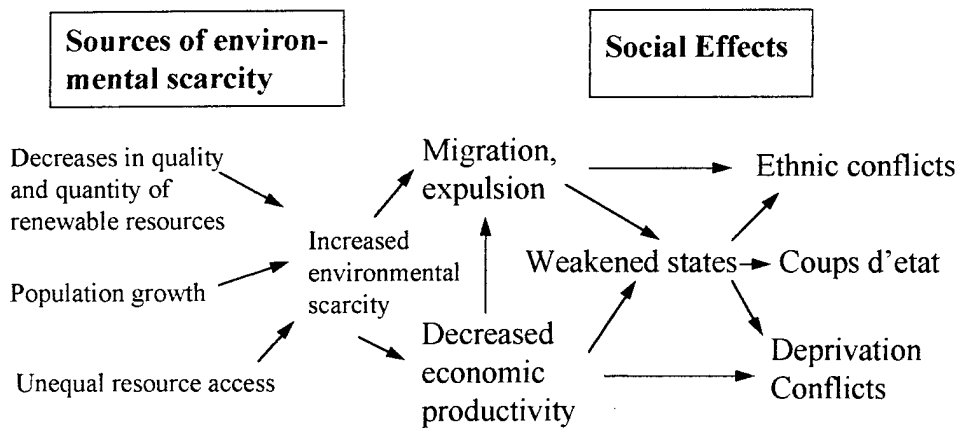 Sources of environ-
mental scarcity
Social Effects
Decreases in quality
and quantity of
renewable resources
Population growth
Unequal resource access
Increased
environmental
scarcity
Migration,
expulsion
Decreased
economic
productivity
Weakened states
Ethnic conflicts
Coups d'etat
Deprivation
Conflicts